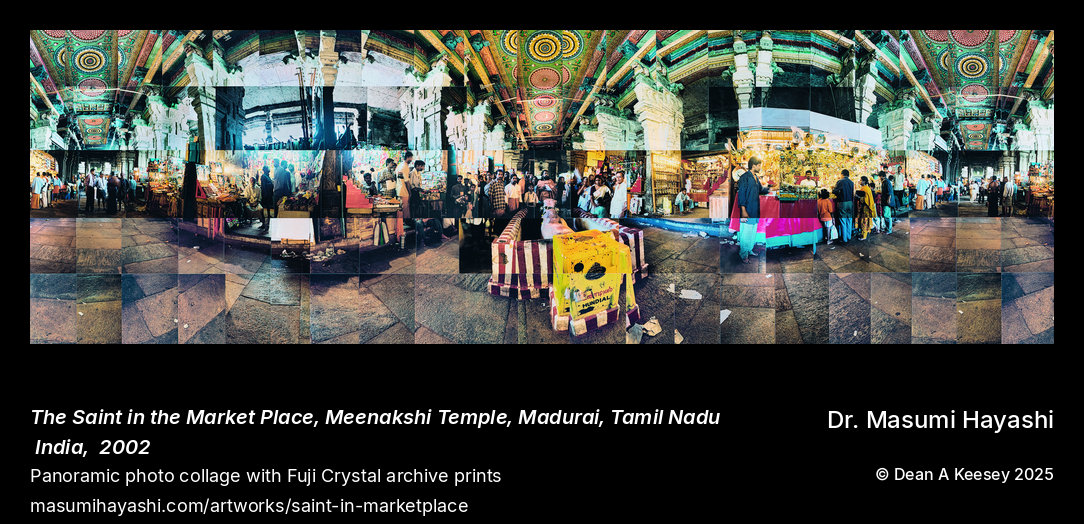 MUNDIAL
The Saint in the Market Place, Meenakshi Temple, Madurai, Tamil Nadu
India, 2002
Dr. Masumi Hayashi
Panoramic photo collage with Fuji Crystal archive prints
© Dean A Keesey 2025
masumihayashi.com/artworks/saint-in-marketplace